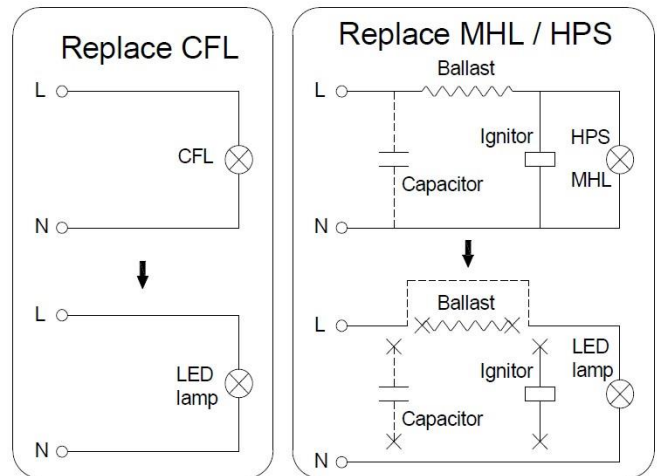 Replace CFL
L
CFL
N
L
LED
lamp
N
Replace MHL / HPS
Ballast
L
Ignitor
HPS
MHL
Capacitor
N
Ballast
L
Ignitor
LED
lamp
Capacitor
N